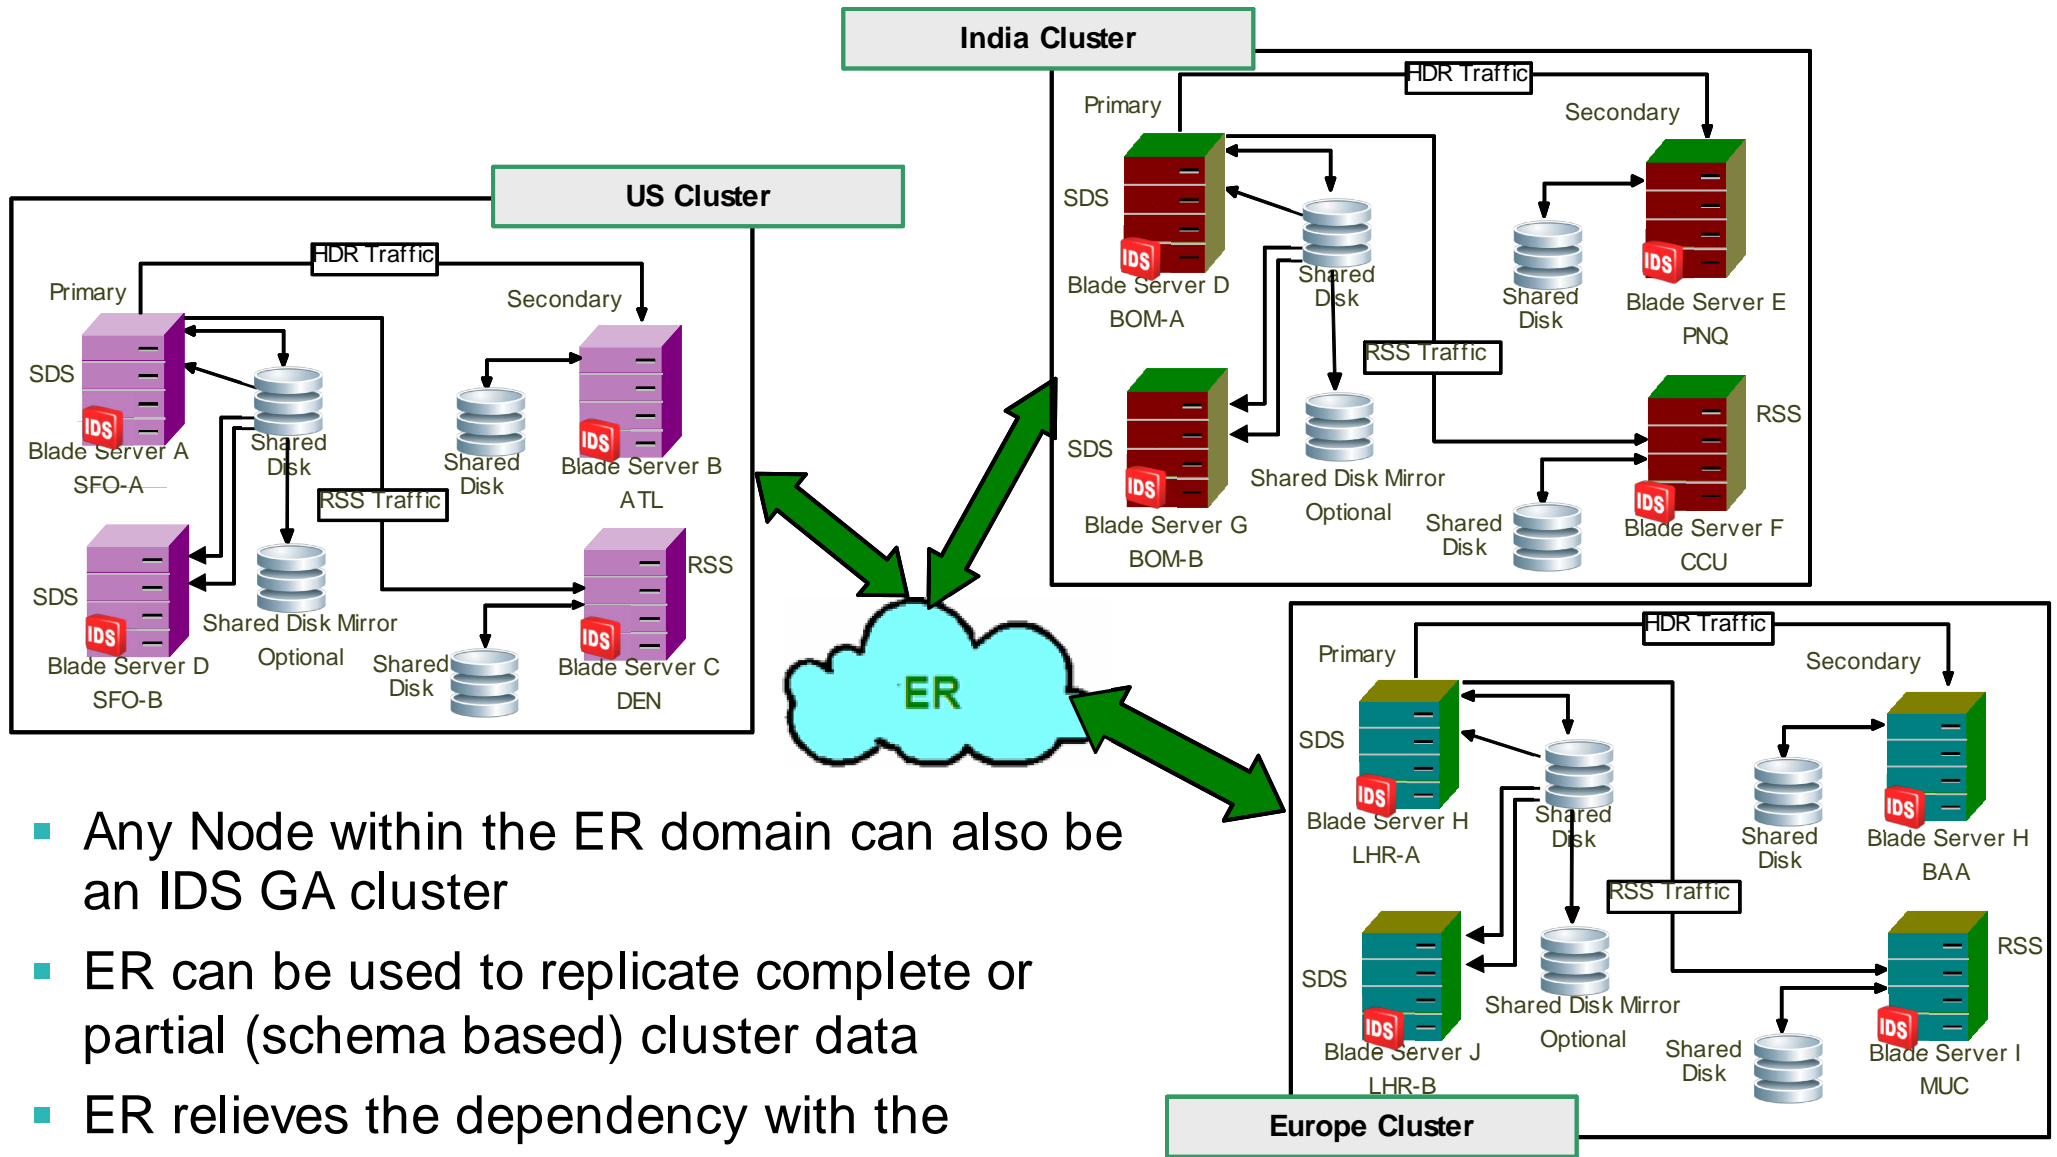 India Cluster
HDR Traffic
Primary
Secondary
SDS
IDS
Blade Server D
BOM-A
Shared
Disk
Shared
Disk
IDS
Blade Server E
PNQ
RSS Traffic
SDS
IDS
Blade Server G
BOM-B
Shared Disk Mirror
Optional
Shared
Disk
RSS
IDS
Blade Server F
CCU
US Cluster
HDR Traffic
Primary
Secondary
SDS
IDS
Blade Server A
SFO-A
Shared
Disk
Shared
Disk
IDS
Blade Server B
ATL
RSS Traffic
SDS
IDS
Blade Server D
SFO-B
Shared Disk Mirror
Optional
Shared
Disk
RSS
IDS
Blade Server C
DEN
ER
HDR Traffic
Primary
Secondary
SDS
IDS
Blade Server H
LHR-A
Shared
Disk
Shared
Disk
IDS
Blade Server H
BAA
RSS Traffic
SDS
IDS
Blade Server J
LHR-B
Shared Disk Mirror
Optional
Shared
Disk
RSS
IDS
Blade Server I
MUC
Europe Cluster
Any Node within the ER domain can also be
an IDS GA cluster
ER can be used to replicate complete or
partial (schema based) cluster data
ER relieves the dependency with the